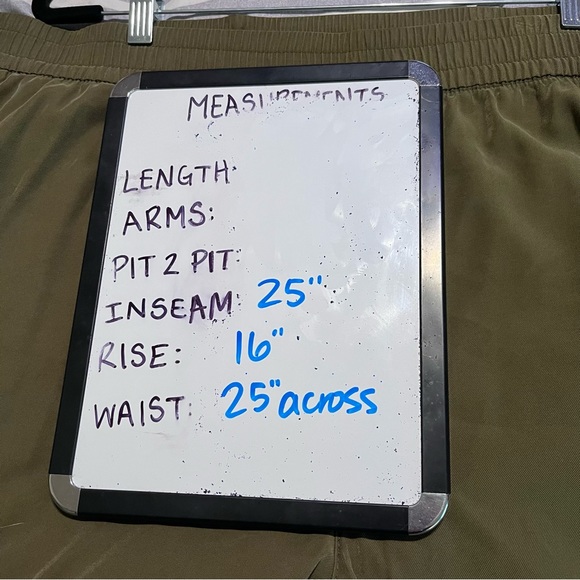 MEASUREMENTS
LENGTH:
ARMS:
PIT 2 PIT:
INSEAM: 25"
RISE: 16"
WAIST: 25" across